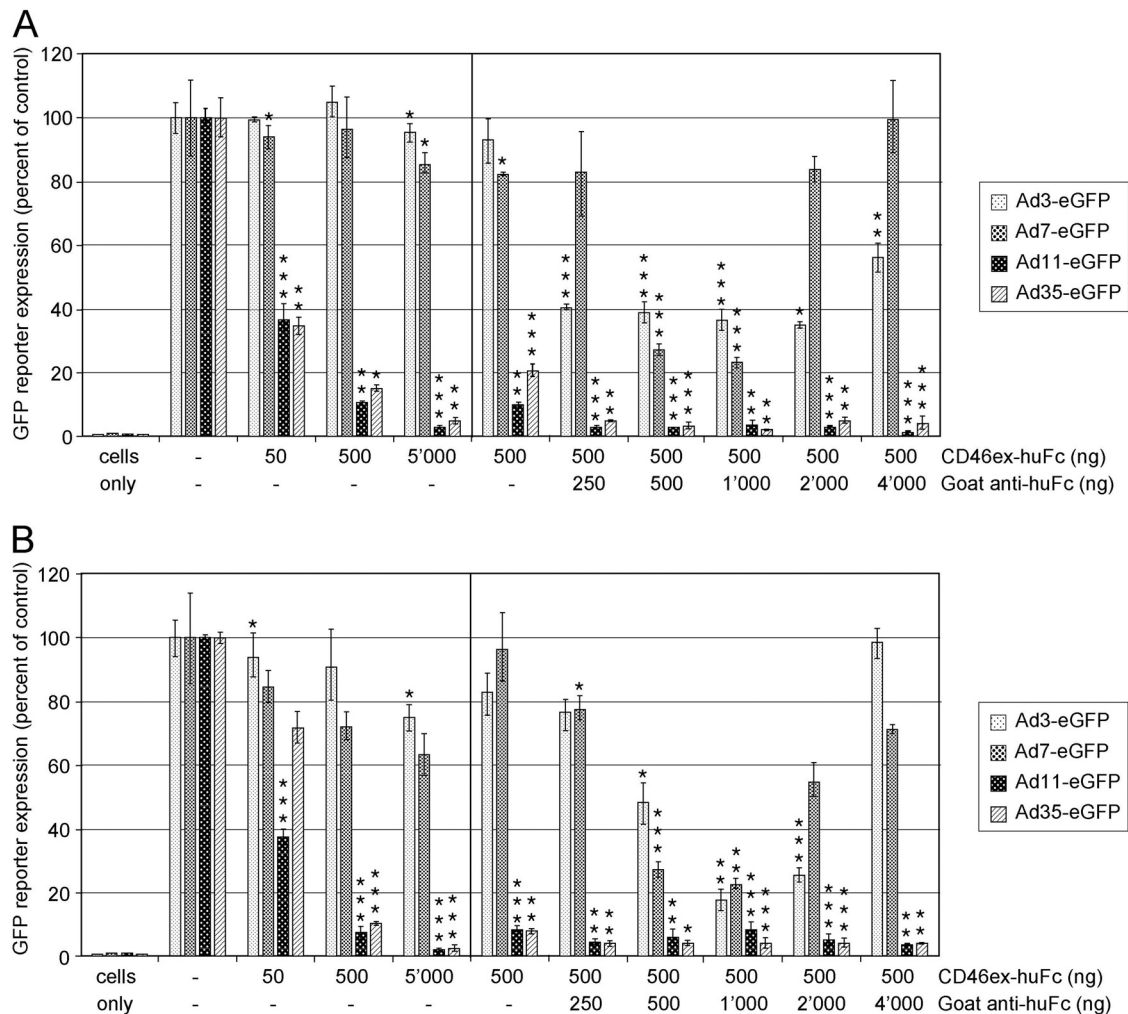 A
GFP reporter expression (percent of control)
120
100
80
60
40
20
0
* * * * * * * * * * * * * * * * * * * * * * * * * * * * * * * * * * * * * * * * * * * * * * * * * * * * * * * * * * *
Ad3-eGFP
Ad7-eGFP
Ad11-eGFP
Ad35-eGFP
cells - 50 500 5'000 500 500 500 500 500 500 CD46ex-huFc (ng)
only - - - - - 250 500 1'000 2'000 4'000 Goat anti-huFc (ng)
B
GFP reporter expression (percent of control)
120
100
80
60
40
20
0
Ad3-eGFP
Ad7-eGFP
Ad11-eGFP
Ad35-eGFP
cells - 50 500 5'000 500 500 500 500 500 500 CD46ex-huFc (ng)
only - - - - - 250 500 1'000 2'000 4'000 Goat anti-huFc (ng)